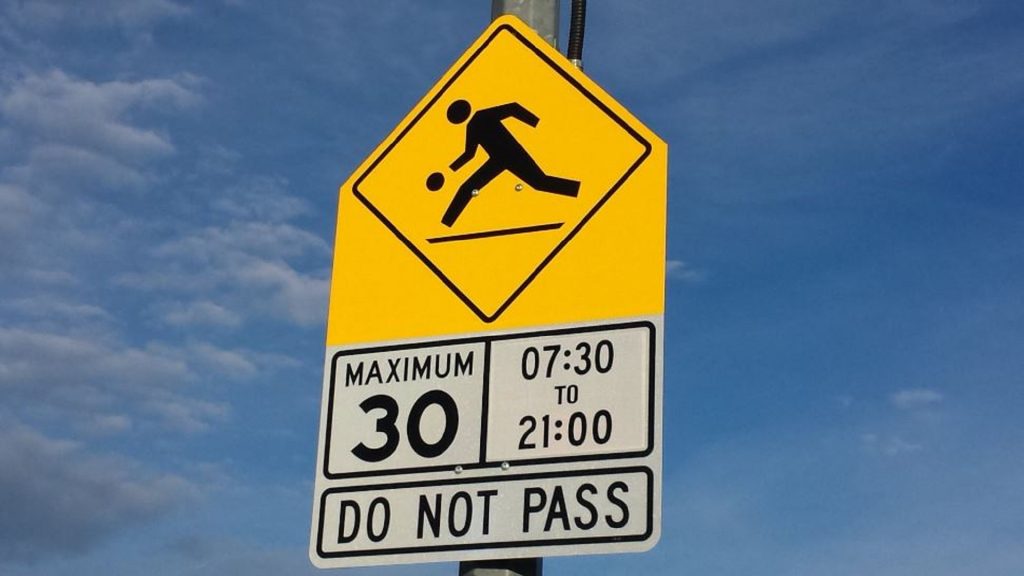 MAXIMUM
30
07:30
TO
21:00
DO NOT PASS